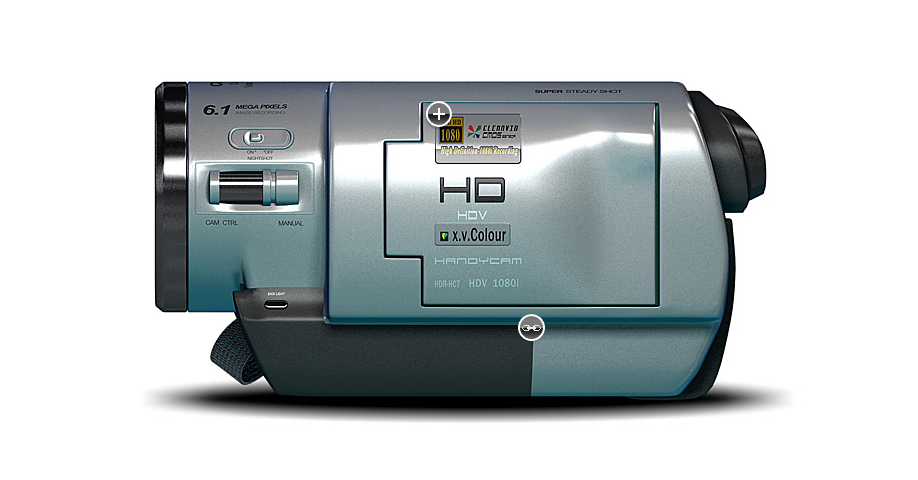 SUPER STEADY SHOT
6.1 MEGA PIXELS
IMAGE RECORDING
ON* *OFF
NIGHTSHOT
CAM CTRL MANUAL
HD
1080
CLEARVID
CMOS
HD
HDV
x.v.Colour
HANDYCAM
HDR-HC7 HDV 1080i
BACK LIGHT